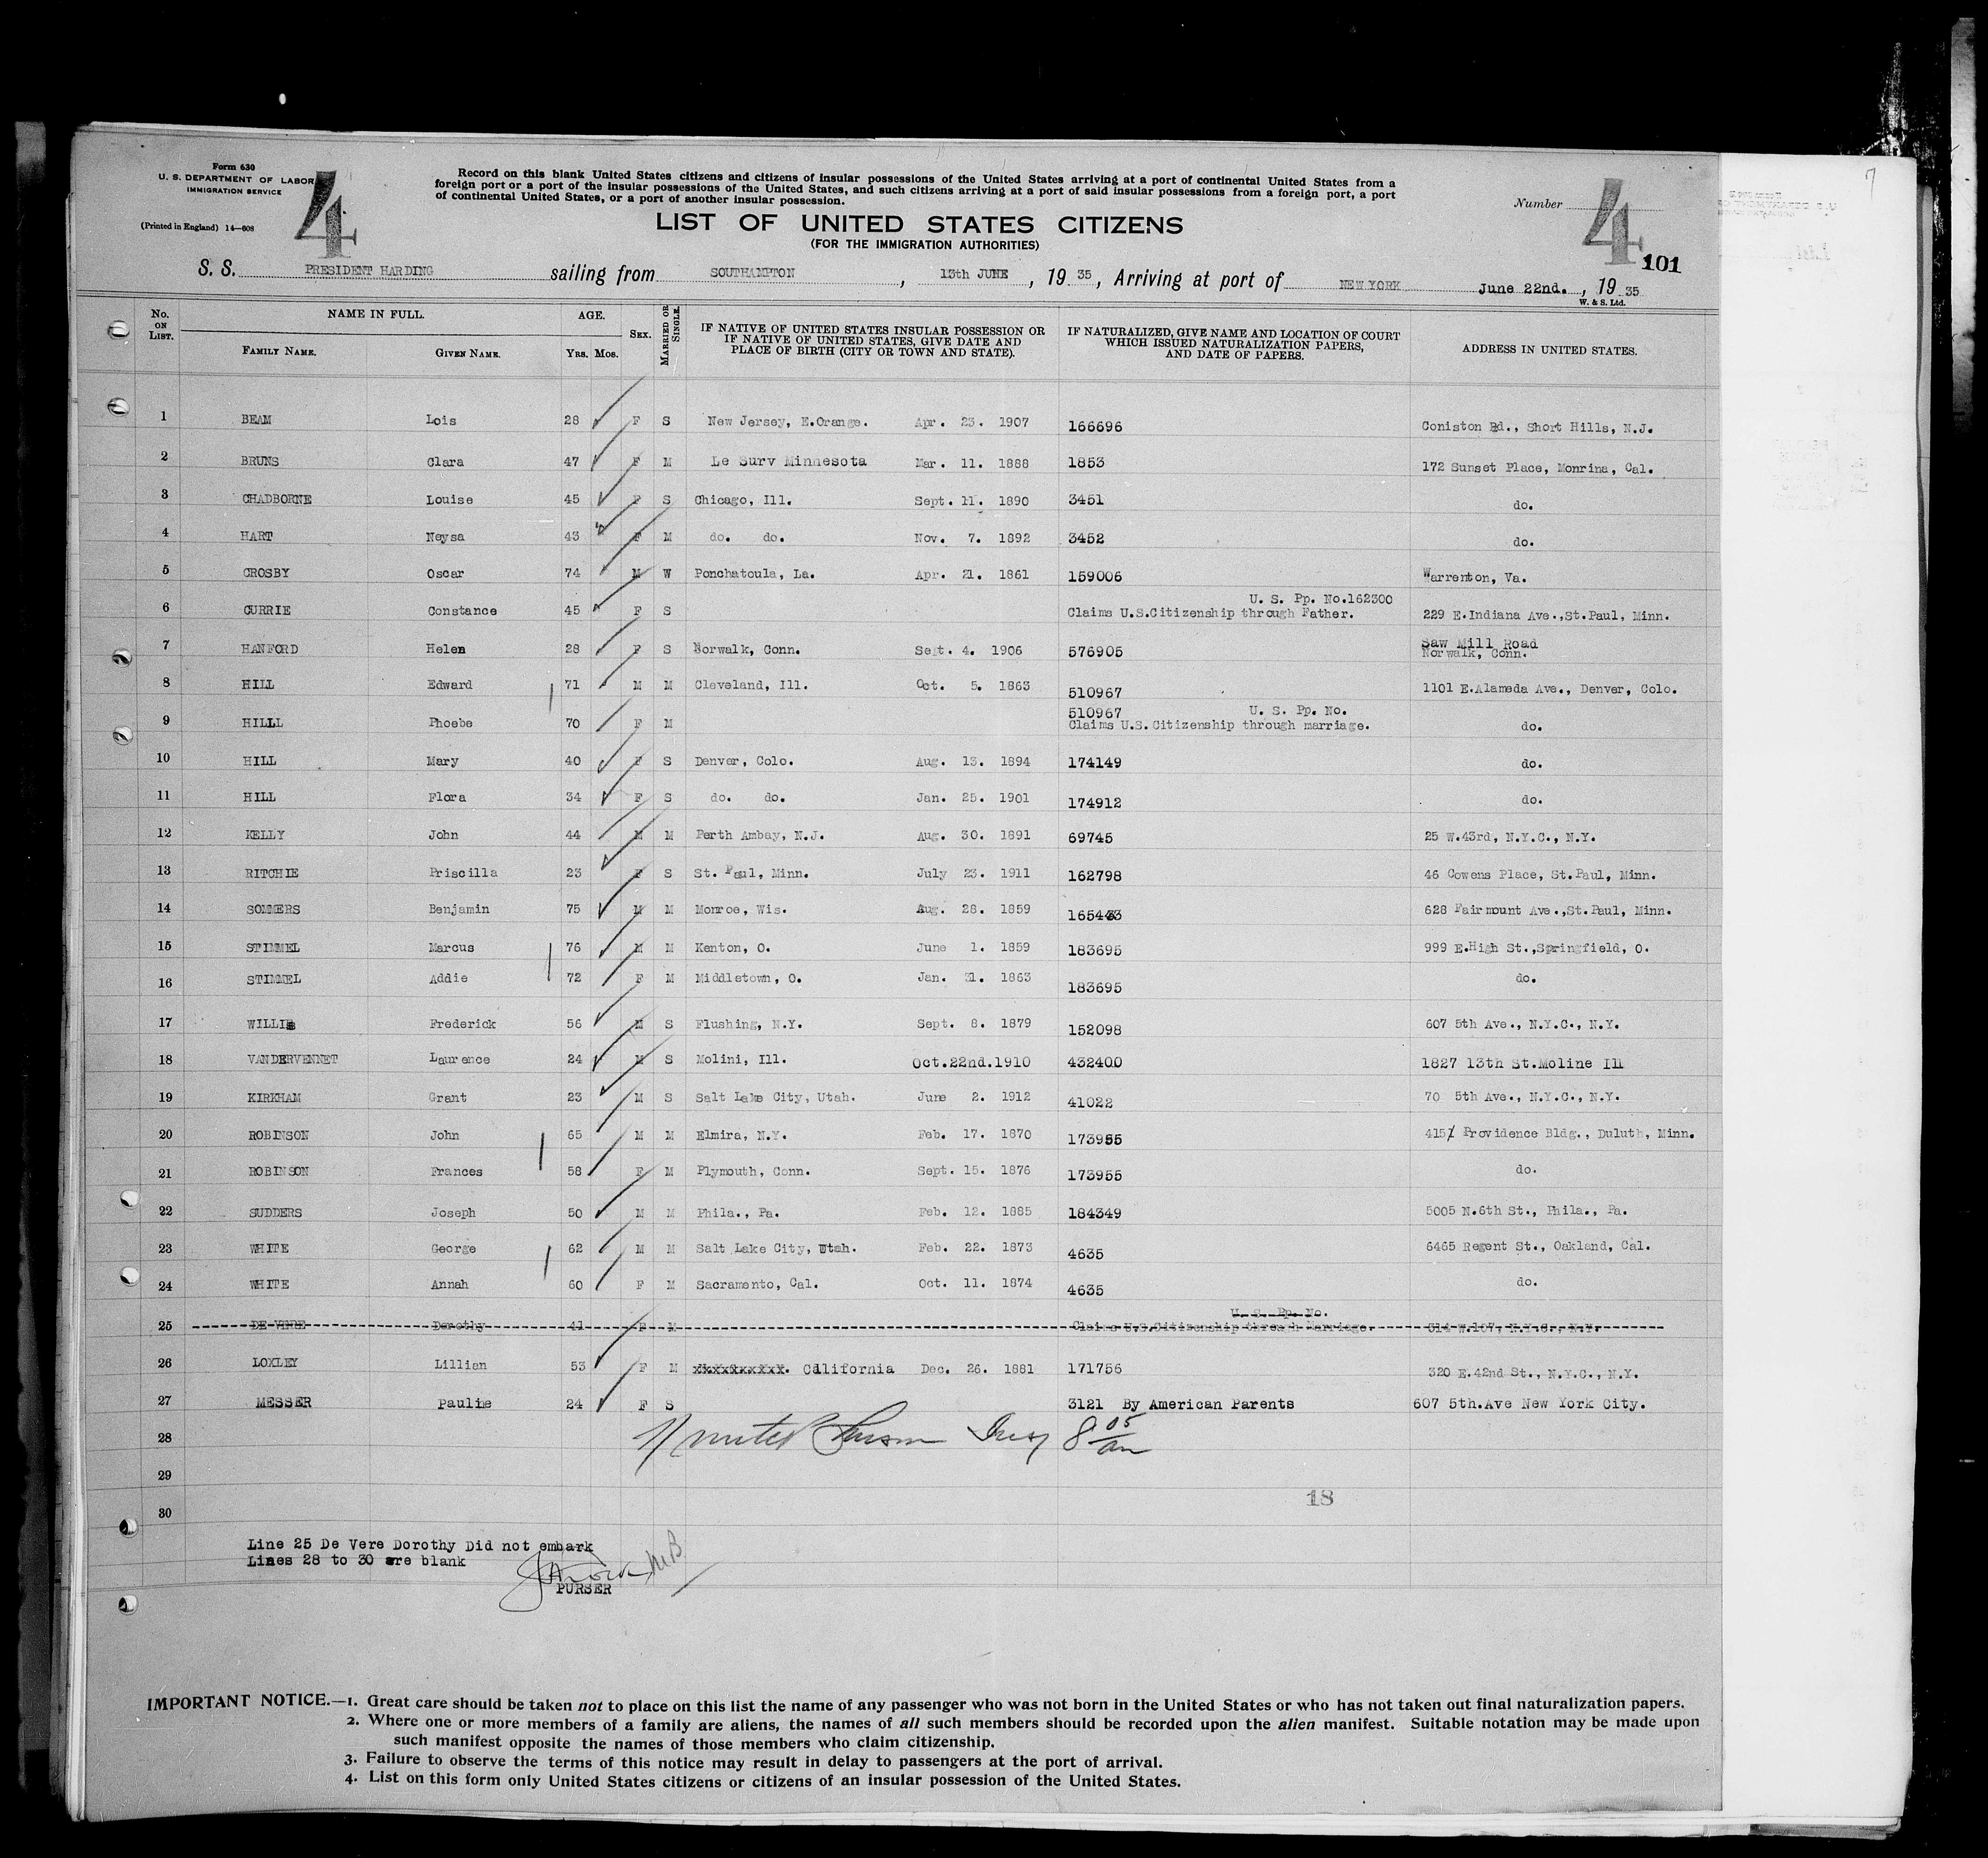 Form 630
U. S. DEPARTMENT OF LABOR
IMMIGRATION SERVICE
(Printed in England) 14—608
4
Record on this blank United States citizens and citizens of insular possessions of the United States arriving at a port of continental United States from a
foreign port or a port of the insular possessions of the United States, and such citizens arriving at a port of said insular possessions from a foreign port, a port
of continental United States, or a port of another insular possession.
Number 4
7
LIST OF UNITED STATES CITIZENS
(FOR THE IMMIGRATION AUTHORITIES)
101
S. S. PRESIDENT HARDING sailing from SOUTHAMPTON, 13th JUNE, 19 35, Arriving at port of NEW YORK June 22nd., 19 35
W. & S. Ltd.
No. ON LIST. NAME IN FULL. FAMILY NAME. GIVEN NAME. AGE. YRS. MOS. SEX. MARRIED OR SINGLE. IF NATIVE OF UNITED STATES INSULAR POSSESSION OR IF NATIVE OF UNITED STATES, GIVE DATE AND PLACE OF BIRTH (CITY OR TOWN AND STATE). IF NATURALIZED, GIVE NAME AND LOCATION OF COURT WHICH ISSUED NATURALIZATION PAPERS, AND DATE OF PAPERS. ADDRESS IN UNITED STATES.
1 BEAM Lois 28 F S New Jersey, E.Orange. Apr. 23. 1907 166696 Coniston Rd., Short Hills, N.J.
2 BRUNS Clara 47 F M Le Surv Minnesota Mar. 11. 1888 1853 172 Sunset Place, Monrina, Cal.
3 CHADBORNE Louise 45 F S Chicago, Ill. Sept. 11. 1890 3451 do.
4 HART Neysa 43 F M do. do. Nov. 7. 1892 3452 do.
5 CROSBY Oscar 74 M W Ponchatoula, La. Apr. 21. 1861 159006 Warrenton, Va.
6 CURRIE Constance 45 F S U. S. Pp. No.162300 Claims U.S.Citizenship through Father. 229 E.Indiana Ave.,St.Paul, Minn.
7 HANFORD Helen 28 F S Norwalk, Conn. Sept. 4. 1906 576905 Saw Mill Road Norwalk, Conn.
8 HILL Edward 71 M M Cleveland, Ill. Oct. 5. 1863 510967 1101 E.Alameda Ave., Denver, Colo.
9 HILLL Phoebe 70 F M 510967 U. S. Pp. No. Claims U.S.Citizenship through marriage. do.
10 HILL Mary 40 F S Denver, Colo. Aug. 13. 1894 174149 do.
11 HILL Flora 34 F S do. do. Jan. 25. 1901 174912 do.
12 KELLY John 44 M M Perth Ambay, N.J. Aug. 30. 1891 69745 25 W.43rd, N.Y.C., N.Y.
13 RITCHIE Priscilla 23 F S St. Paul, Minn. July 23. 1911 162798 46 Cowens Place, St.Paul, Minn.
14 SOMMERS Benjamin 75 M M Monroe, Wis. Aug. 28. 1859 628 Fairmount Ave.,St.Paul, Minn.
15 STIMMEL Marcus 76 M M Kenton, O. June 1. 1859 183695 999 E.High St.,Springfield, O.
16 STIMMEL Addie 72 F M Middletown, O. Jan. 31. 1863 183695 do.
17 WILLIS Frederick 56 M S Flushing, N.Y. Sept. 8. 1879 152098 607 5th Ave., N.Y.C., N.Y.
18 VANDERVENNET Laurence 24 M S Molini, Ill. Oct.22nd.1910 432400 1827 13th St.Moline Ill
19 KIRKHAM Grant 23 M S Salt Lake City, Utah. June 2. 1912 41022 70 5th Ave., N.Y.C., N.Y.
20 ROBINSON John 65 M M Elmira, N.Y. Feb. 17. 1870 173955 415 Providence Bldg., Duluth, Minn.
21 ROBINSON Frances 58 F M Plymouth, Conn. Sept. 15. 1876 173955 do.
22 SUDDERS Joseph 50 M M Phila., Pa. Feb. 12. 1885 184349 5005 N.6th St., Phila., Pa.
23 WHITE George 62 M M Salt Lake City, Utah. Feb. 22. 1873 4635 6465 Regent St., Oakland, Cal.
24 WHITE Annah 60 F M Sacramento, Cal. Oct. 11. 1874 4635 do.
25 DE VERE Dorothy 41 F M U. S. Pp. No. Claims U.S.Citizenship through Marriage. 314 W.107, N.Y.C., N.Y.
26 LOXLEY Lillian 53 F M California Dec. 26. 1881 171756 320 E.42nd St., N.Y.C., N.Y.
27 MESSER Pauline 24 F S 3121 By American Parents 607 5th.Ave New York City.
28 8 05 am
29
18
30
Line 25 De Vere Dorothy Did not embark
Lines 28 to 30 are blank
PURSER
IMPORTANT NOTICE.—1. Great care should be taken not to place on this list the name of any passenger who was not born in the United States or who has not taken out final naturalization papers.
2. Where one or more members of a family are aliens, the names of all such members should be recorded upon the alien manifest. Suitable notation may be made upon
such manifest opposite the names of those members who claim citizenship.
3. Failure to observe the terms of this notice may result in delay to passengers at the port of arrival.
4. List on this form only United States citizens or citizens of an insular possession of the United States.